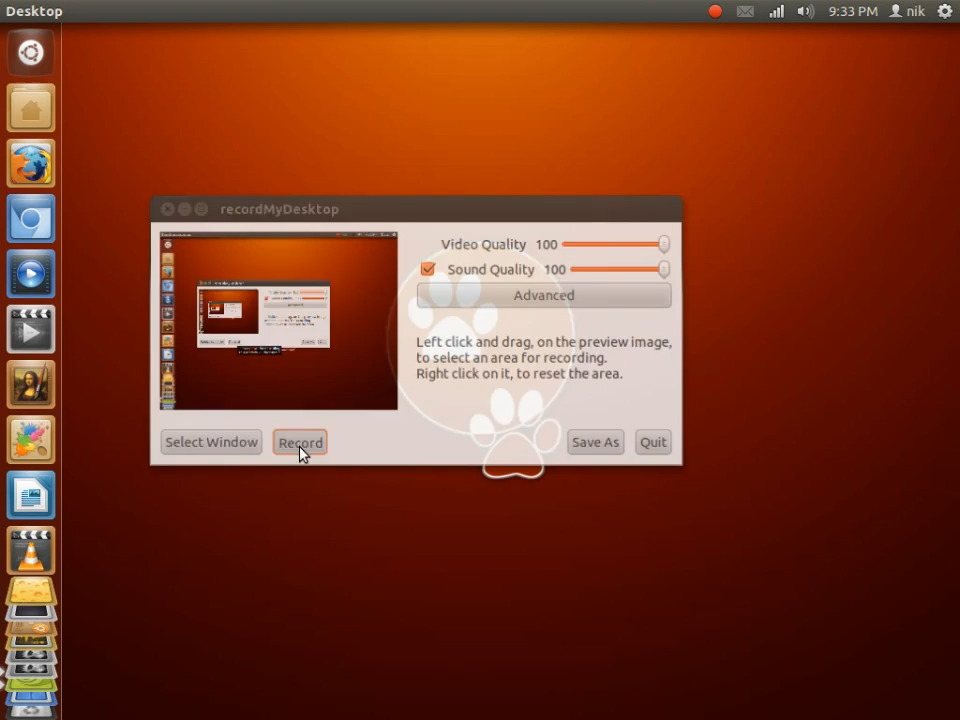 Desktop
9:33 PM nik
recordMyDesktop
Video Quality 100
Sound Quality 100
Advanced
Left click and drag, on the preview image,
to select an area for recording.
Right click on it, to reset the area.
Select Window Record Save As Quit